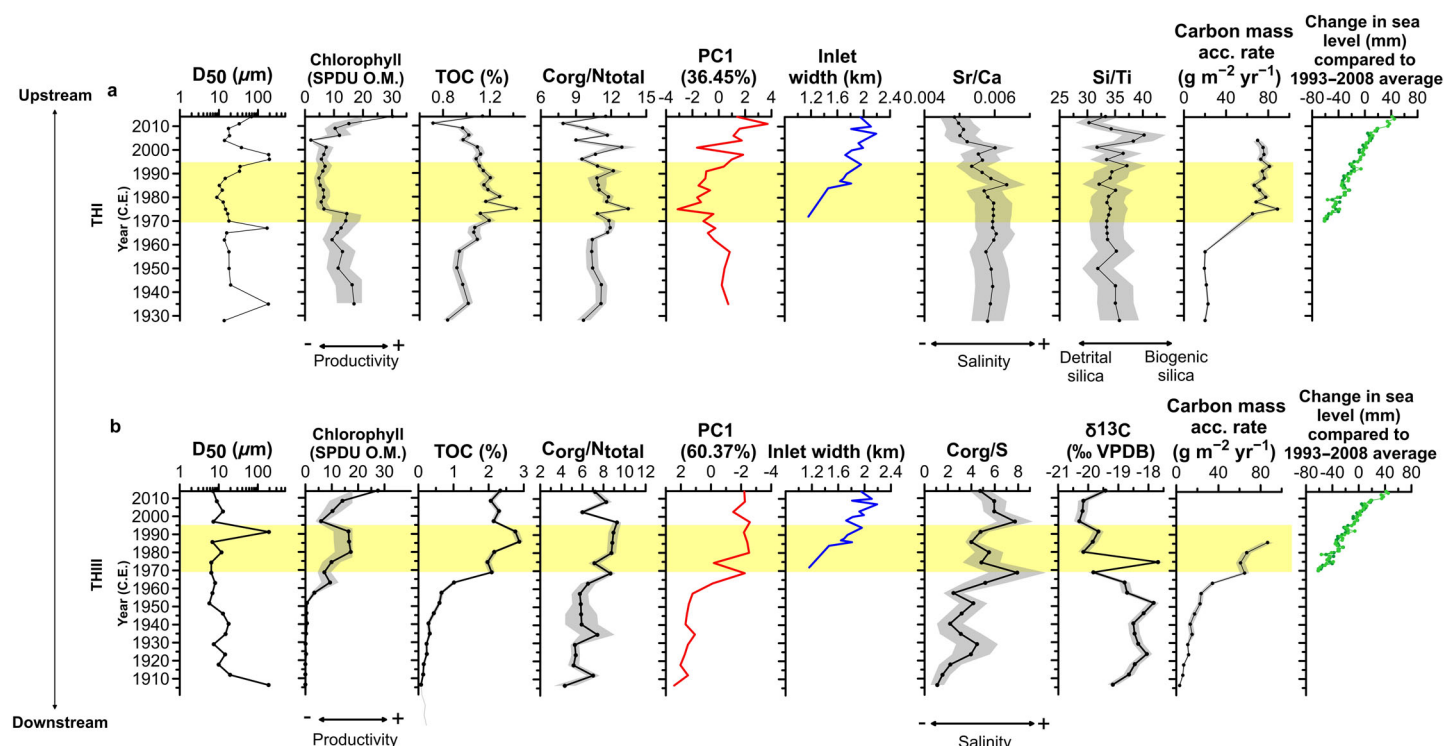 Upstream
a
D50 (µm)
1 10 100
Chlorophyll
(SPDU O.M.)
0 10 20 30
TOC (%)
0.8 1.2
Corg/Ntotal
6 9 12 15
PC1
(36.45%)
-4 -2 0 2 4
Inlet
width (km)
1.2 1.6 2 2.4
Sr/Ca
0.004 0.006
Si/Ti
25 30 35 40
Carbon mass
acc. rate
(g m−2 yr−1)
0 40 80
Change in sea
level (mm)
compared to
1993–2008 average
-80 -40 0 40 80
THI
Year (C.E.)
2010
2000
1990
1980
1970
1960
1950
1940
1930
- +
Productivity
- +
Salinity
Detrital
silica
Biogenic
silica
b
D50 (µm)
1 10 100
Chlorophyll
(SPDU O.M.)
0 10 20 30 40
TOC (%)
0 1 2 3
Corg/Ntotal
2 4 6 8 10 12
PC1
(60.37%)
2 0 -2 -4
Inlet width (km)
1.2 1.6 2 2.4
Corg/S
0 2 4 6 8
δ13C
(‰ VPDB)
-21 -20 -19 -18
Carbon mass
acc. rate
(g m−2 yr−1)
0 40 80
Change in sea
level (mm)
compared to
1993–2008 average
-80 -40 0 40 80
THIII
Year (C.E.)
2010
2000
1990
1980
1970
1960
1950
1940
1930
1920
1910
Downstream
- +
Productivity
- +
Salinity